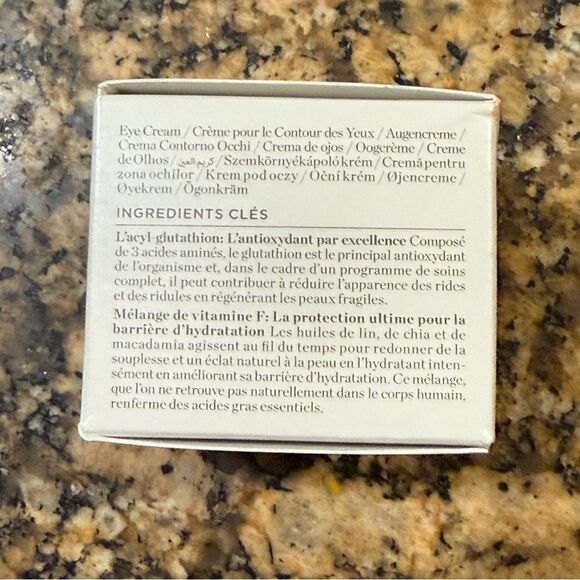 Eye Cream / Crème pour le Contour des Yeux / Augencreme /
Crema Contorno Occhi / Crema de ojos / Oogcrème / Creme
de Olhos / كريم العين / Szemkörnyékápoló krém / Cremă pentru
zona ochilor / Krem pod oczy / Oční krém / Øjencreme /
Øyekrem / Ögonkräm
INGREDIENTS CLÉS
L'acyl-glutathion: L'antioxydant par excellence Composé
de 3 acides aminés, le glutathion est le principal antioxydant
de l'organisme et, dans le cadre d'un programme de soins
complet, il peut contribuer à réduire l'apparence des rides
et des ridules en régénérant les peaux fragiles.
Mélange de vitamine F: La protection ultime pour la
barrière d'hydratation Les huiles de lin, de chia et de
macadamia agissent au fil du temps pour redonner de la
souplesse et un éclat naturel à la peau en l'hydratant inten-
sément en améliorant sa barrière d'hydratation. Ce mélange,
que l'on ne retrouve pas naturellement dans le corps humain,
renferme des acides gras essentiels.